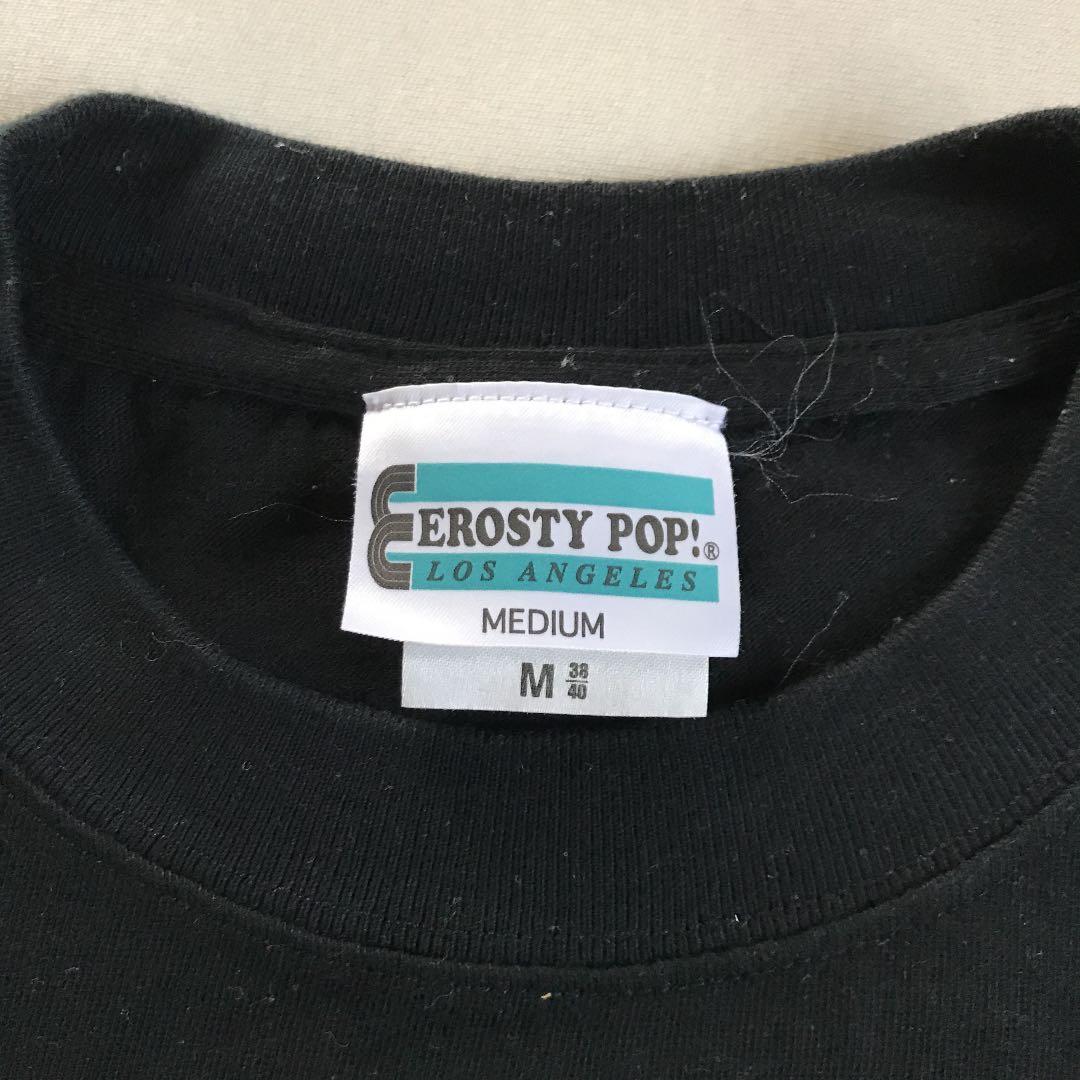 EROSTY POP!®
LOS ANGELES
MEDIUM
M 38/40